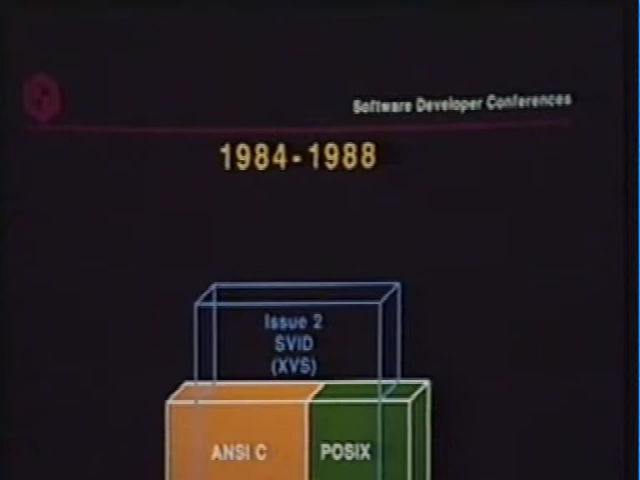 Software Developer Conferences
1984-1988
Issue 2
SVID
(XVS)
ANSI C
POSIX